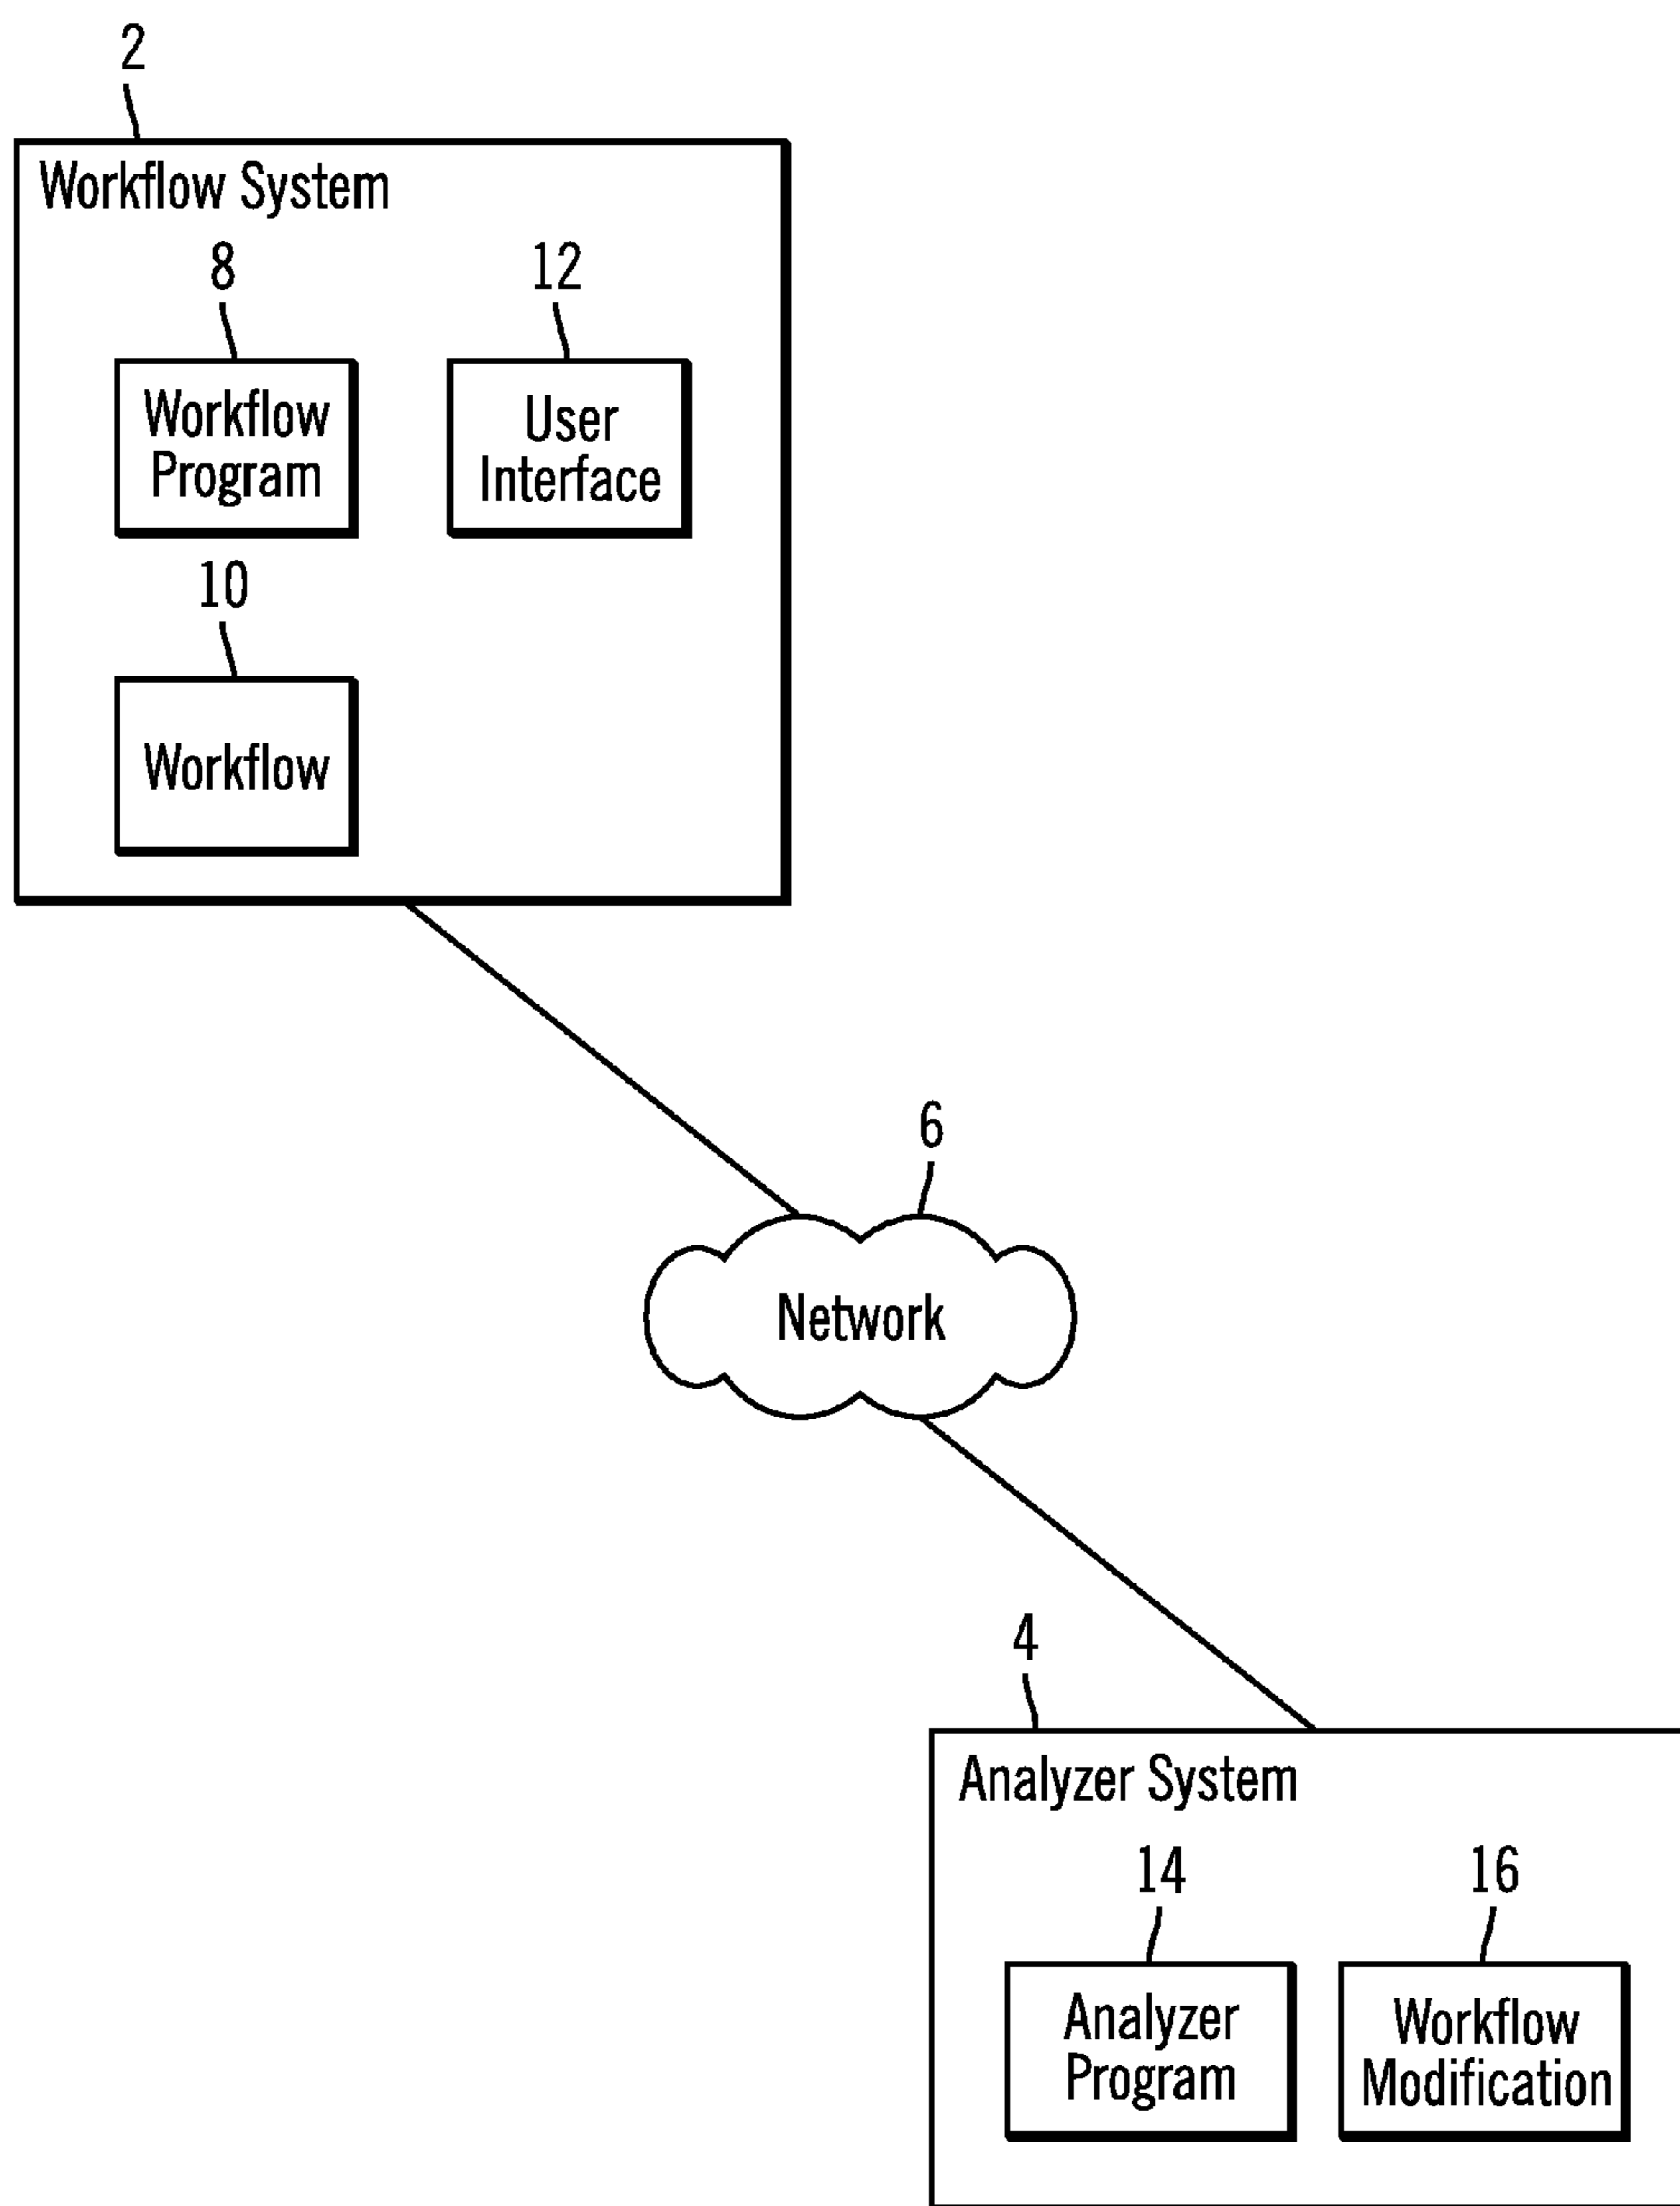 2
Workflow System
8
12
Workflow
Program
User
Interface
10
Workflow
6
Network
4
Analyzer System
14
16
Analyzer
Program
Workflow
Modification